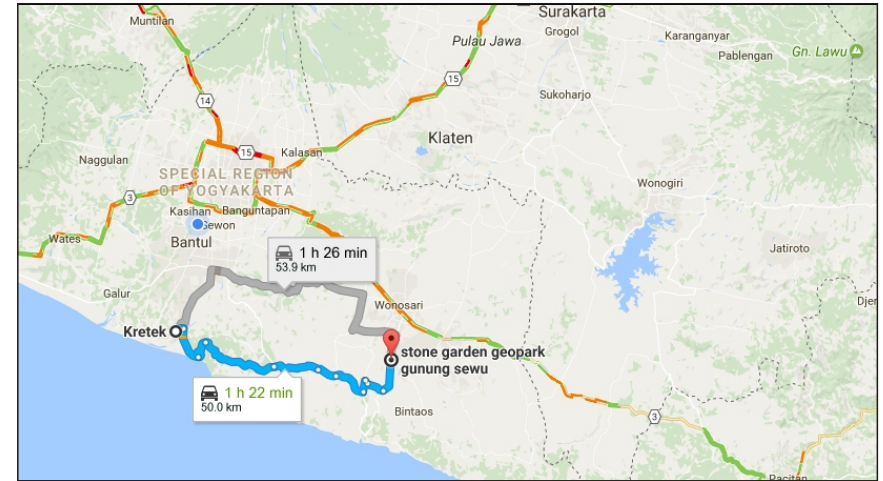 Surakarta
Muntilan
Grogol
Karanganyar
Pulau Jawa
Pablengan
Gn. Lawu
15
Sukoharjo
14
Klaten
15
Kalasan
Naggulan
SPECIAL REGION
OF YOGYAKARTA
Wonogiri
3
Kasihan
Banguntapan
Sewon
Wates
Bantul
Jatiroto
1 h 26 min
53.9 km
Galur
Wonosari
Djer
Kretek
stone garden geopark
gunung sewu
1 h 22 min
50.0 km
Bintaos
3
Pacitan